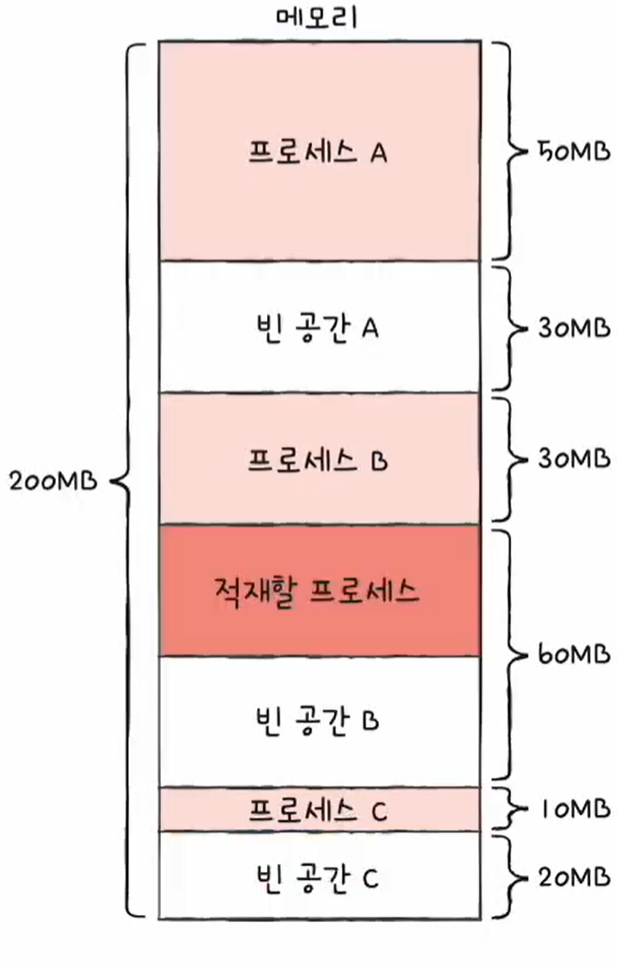 메모리
프로세스 A
50MB
빈 공간 A
30MB
프로세스 B
30MB
200MB
적재할 프로세스
60MB
빈 공간 B
프로세스 C
10MB
빈 공간 C
20MB